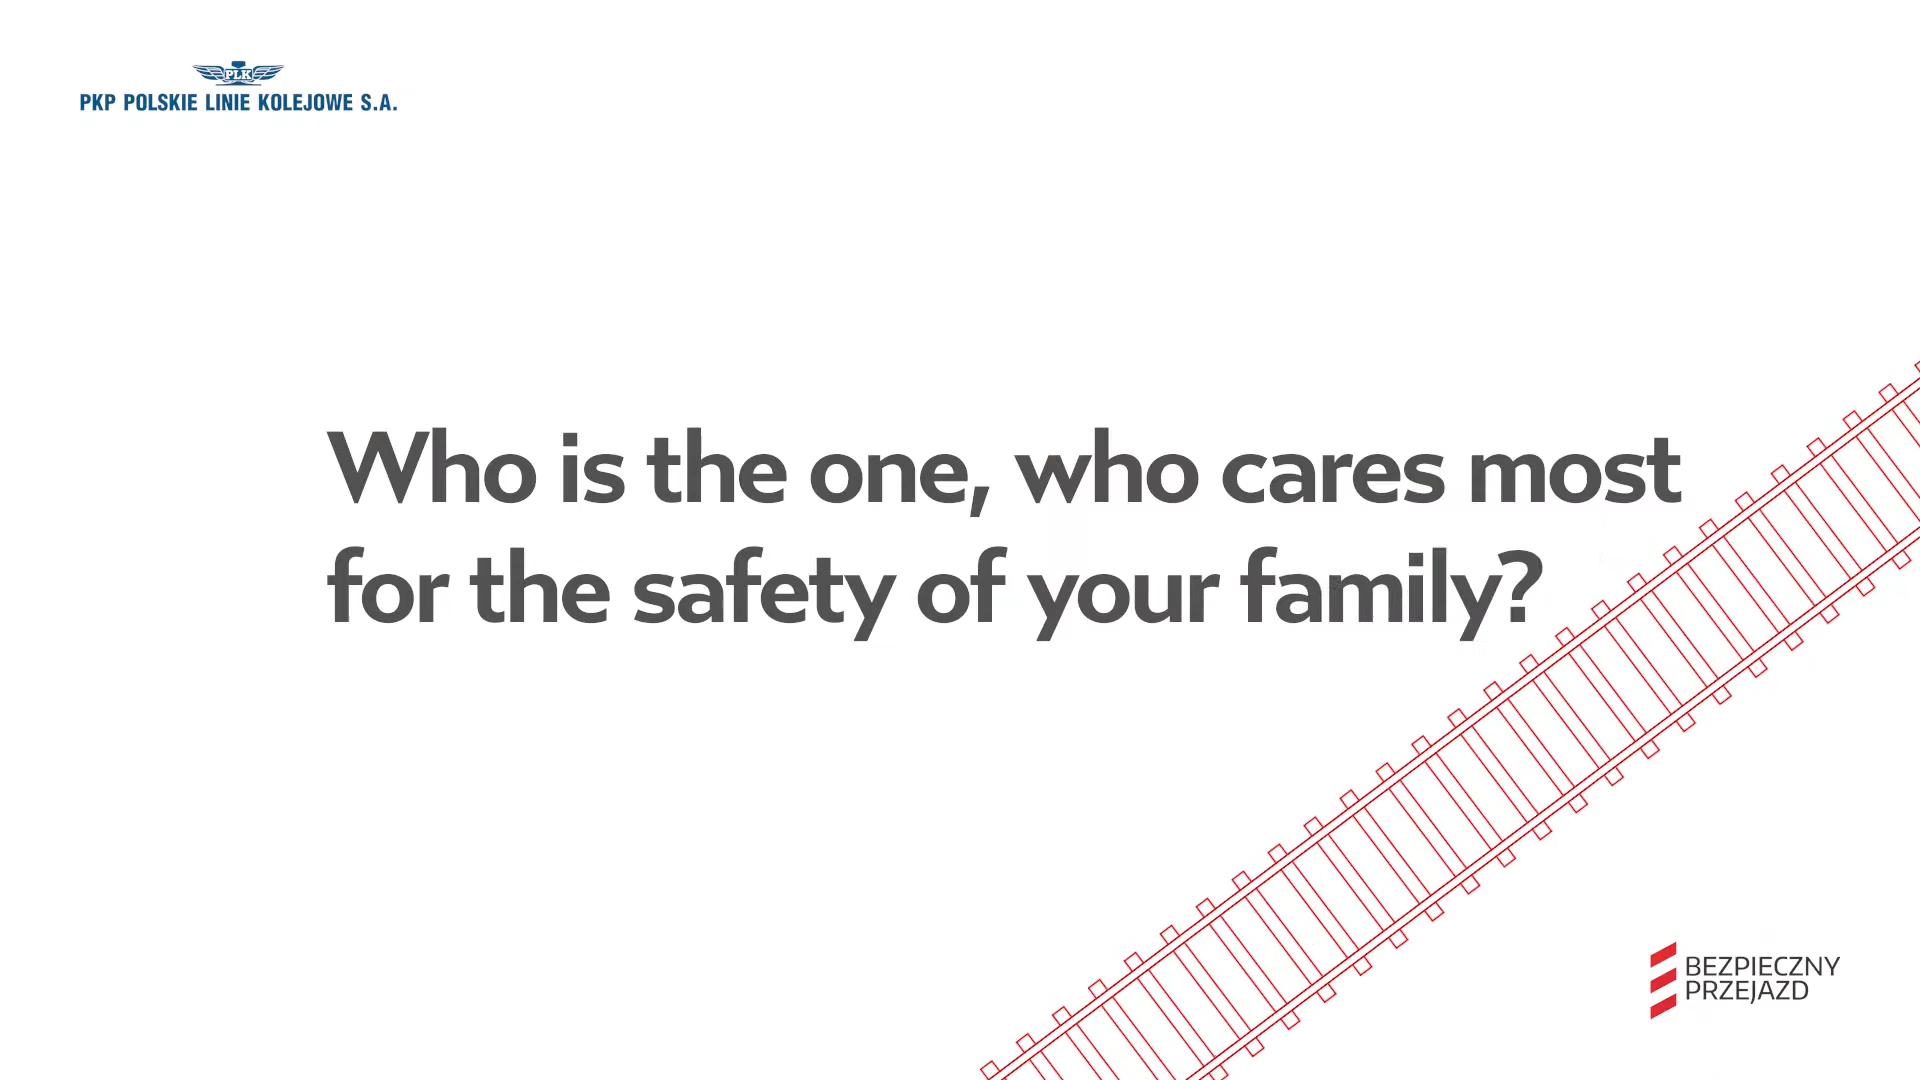 PLK
PKP POLSKIE LINIE KOLEJOWE S.A.
Who is the one, who cares most
for the safety of your family?
BEZPIECZNY
PRZEJAZD